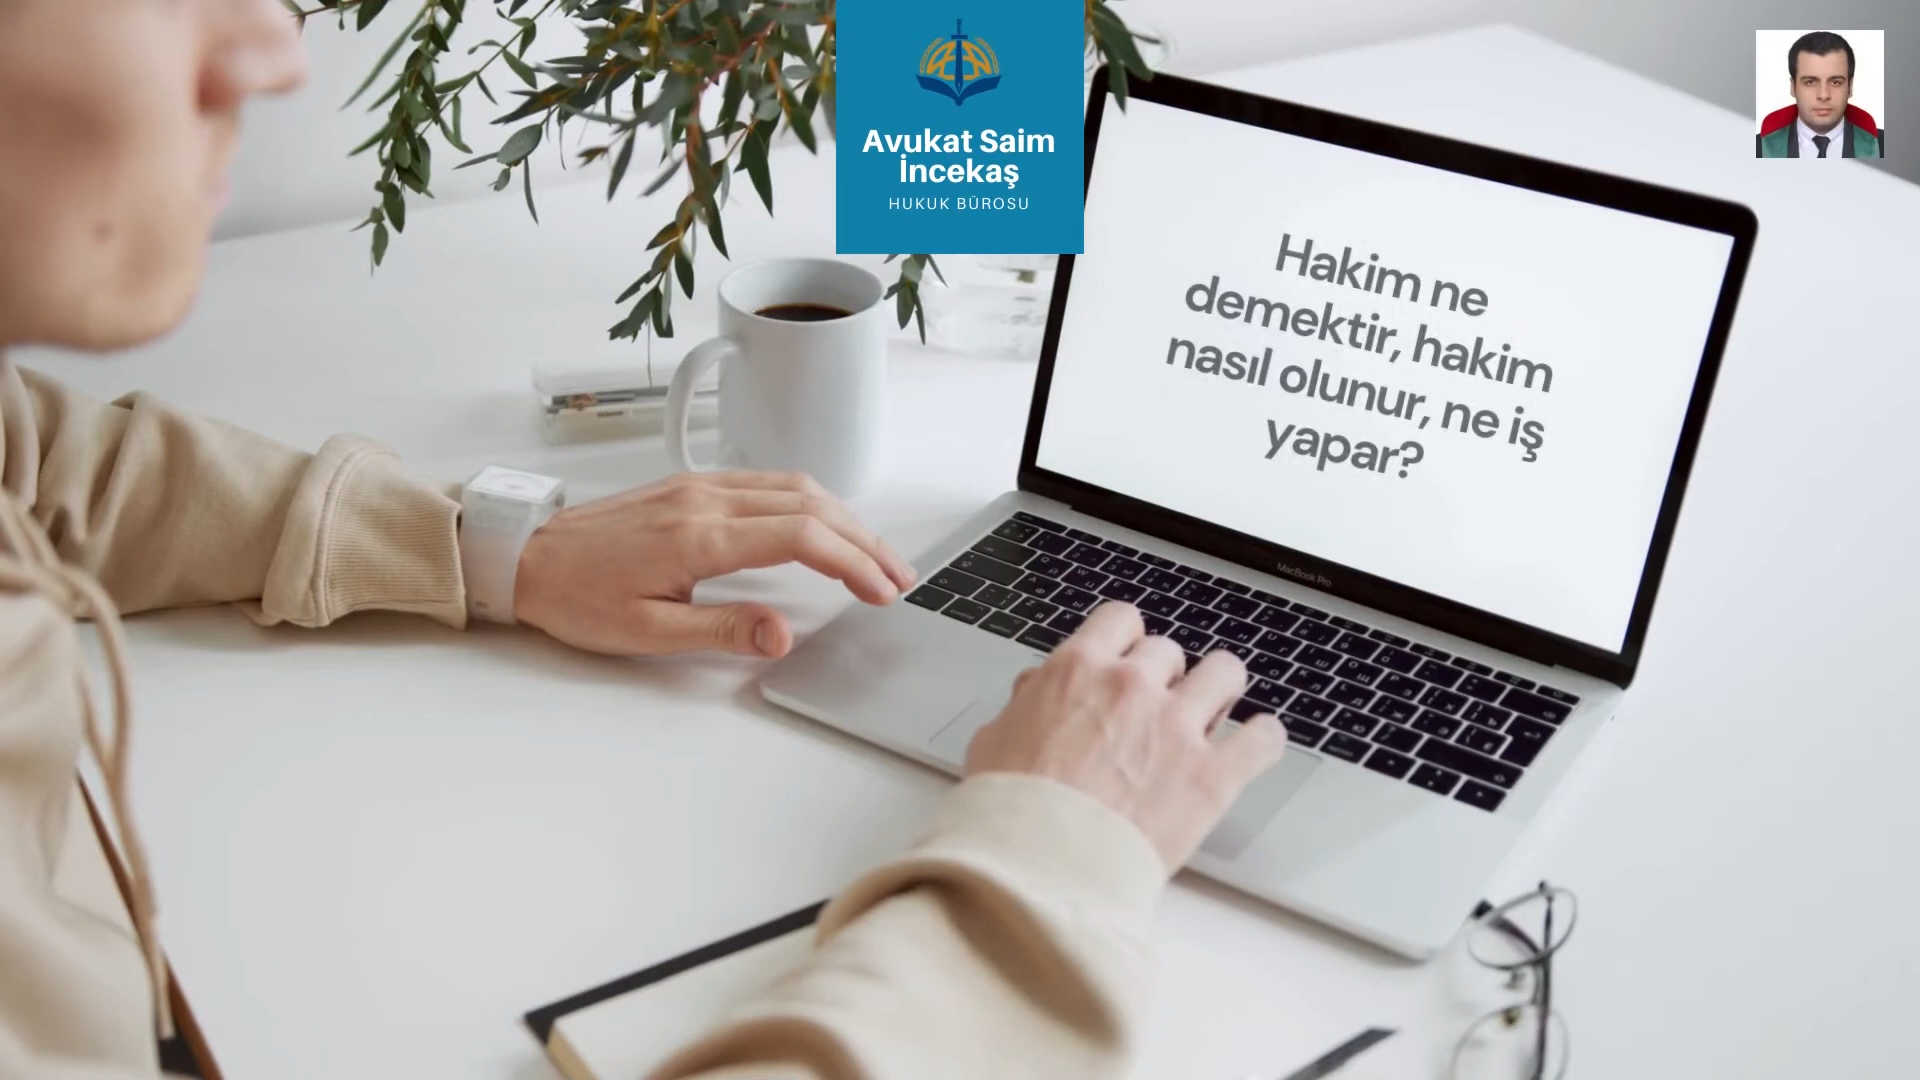 Avukat Saim
İncekaş
HUKUK BÜROSU
Hakim ne
demektir, hakim
nasıl olunur, ne iş
yapar?
MacBook Pro